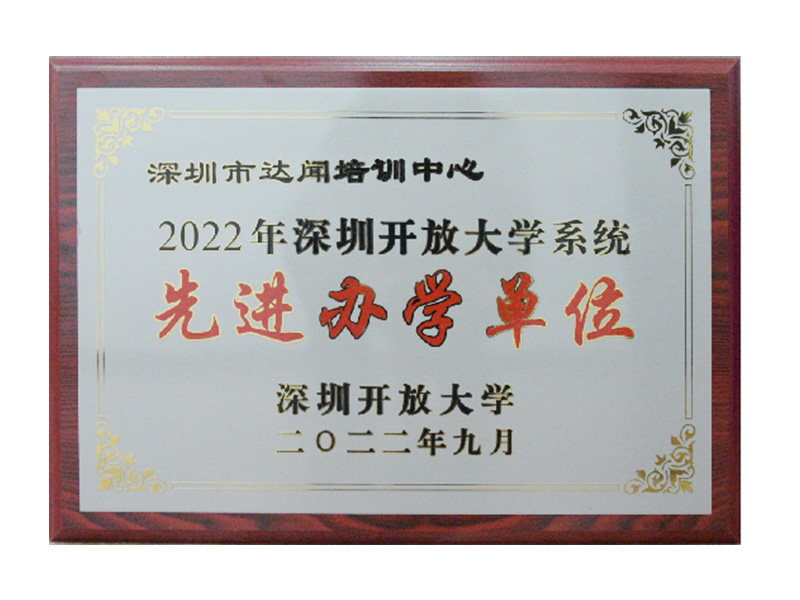 深圳市达闻培训中心
2022年深圳开放大学系统
先进办学单位
深圳开放大学
二〇二二年九月